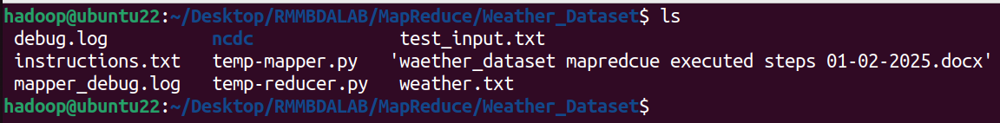 hadoop@ubuntu22:~/Desktop/RMMBDALAB/MapReduce/Weather_Dataset$ ls
debug.log ncdc test_input.txt
instructions.txt temp-mapper.py 'waether_dataset mapredcue executed steps 01-02-2025.docx'
mapper_debug.log temp-reducer.py weather.txt
hadoop@ubuntu22:~/Desktop/RMMBDALAB/MapReduce/Weather_Dataset$